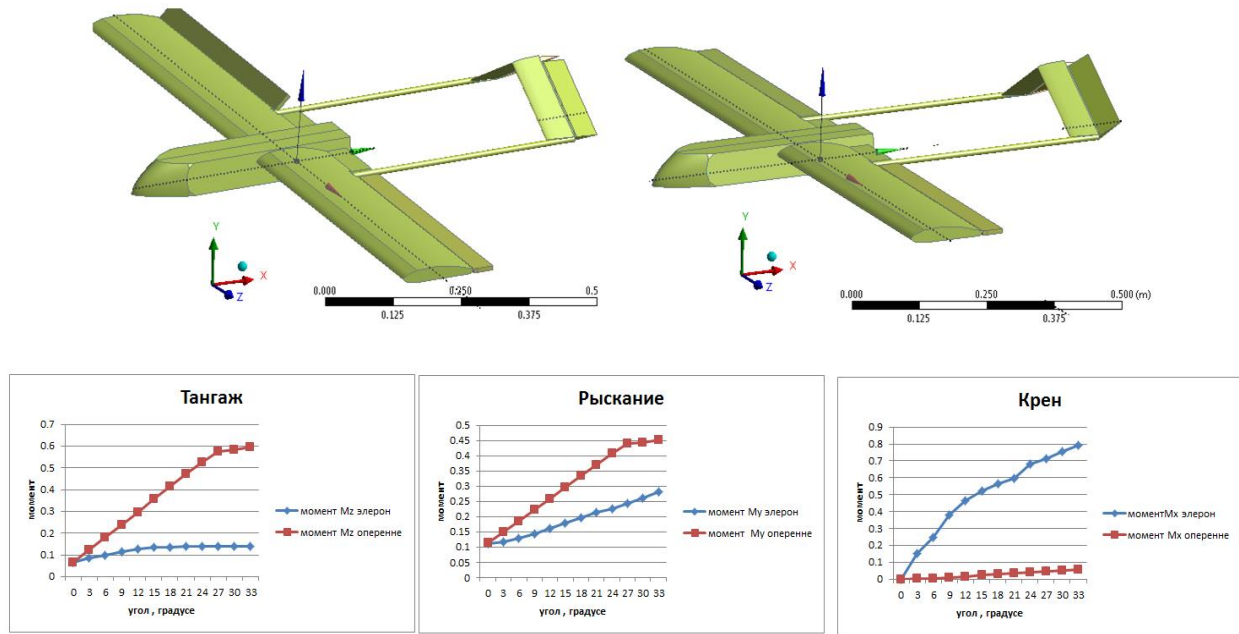 Y
X
Z
0.000
0.250
0.5
0.125
0.375
Y
X
Z
0.000
0.250
0.500 (m)
0.125
0.375
Тангаж
0.7
0.6
0.5
0.4
0.3
0.2
0.1
0
момент
0 3 6 9 12 15 18 21 24 27 30 33
угол , градусе
момент Mz элерон
момент Mz оперенне
Рыскание
0.5
0.45
0.4
0.35
0.3
0.25
0.2
0.15
0.1
0.05
0
момент
0 3 6 9 12 15 18 21 24 27 30 33
угол , градусе
момент My элерон
момент My оперенне
Крен
0.9
0.8
0.7
0.6
0.5
0.4
0.3
0.2
0.1
0
момент
0 3 6 9 12 15 18 21 24 27 30 33
угол , градусе
моментMx элерон
момент Mx оперенне